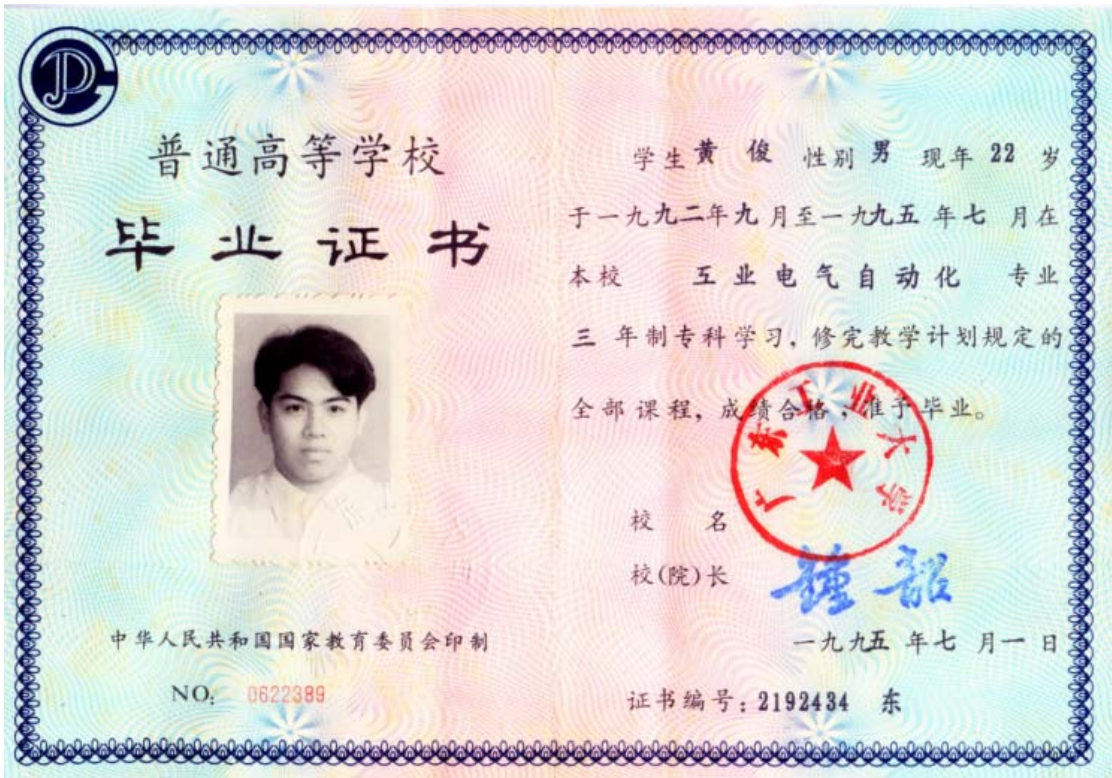 普通高等学校
毕业证书
中华人民共和国国家教育委员会印制
NO: 0622389
学生 黄 俊 性别 男 现年 22 岁
于一九九二年九月至一九九五年七月在
本校 工业电气自动化 专业
三年制专科学习，修完教学计划规定的
全部课程，成绩合格，准予毕业。
广东工业大学
校 名
校(院)长 钟韶
一九九五年七月一日
证书编号：2192434 东